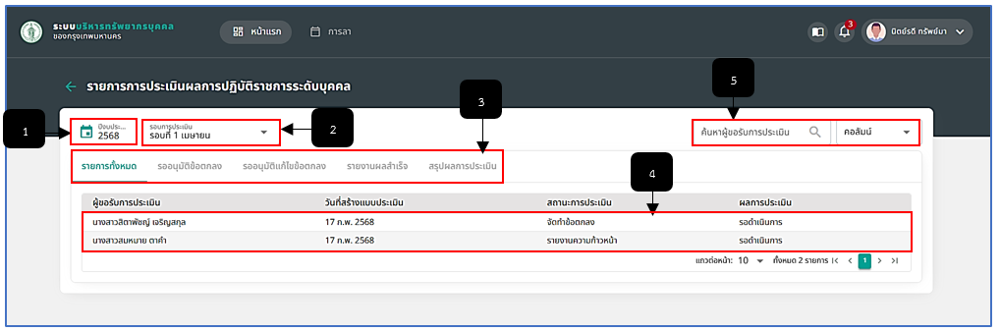 ระบบบริหารทรัพยากรบุคคล
ของกรุงเทพมหานคร
หน้าแรก
การลา
3
นิตย์รดี ทรัพย์มา
รายการการประเมินผลการปฏิบัติราชการระดับบุคคล
1
2
3
4
5
ปีงบประ...
2568
รอบการประเมิน
รอบที่ 1 เมษายน
ค้นหาผู้ขอรับการประเมิน
คอลัมน์
รายการทั้งหมด รออนุมัติข้อตกลง รออนุมัติแก้ไขข้อตกลง รายงานผลสำเร็จ สรุปผลการประเมิน
ผู้ขอรับการประเมิน วันที่สร้างแบบประเมิน สถานะการประเมิน ผลการประเมิน
นางสาวสิตาพัชญ์ เจริญสกุล 17 ก.พ. 2568 จัดทำข้อตกลง รอดำเนินการ
นางสาวสมหมาย ดาคำ 17 ก.พ. 2568 รายงานความก้าวหน้า รอดำเนินการ
แถวต่อหน้า: 10 ทั้งหมด 2 รายการ 1